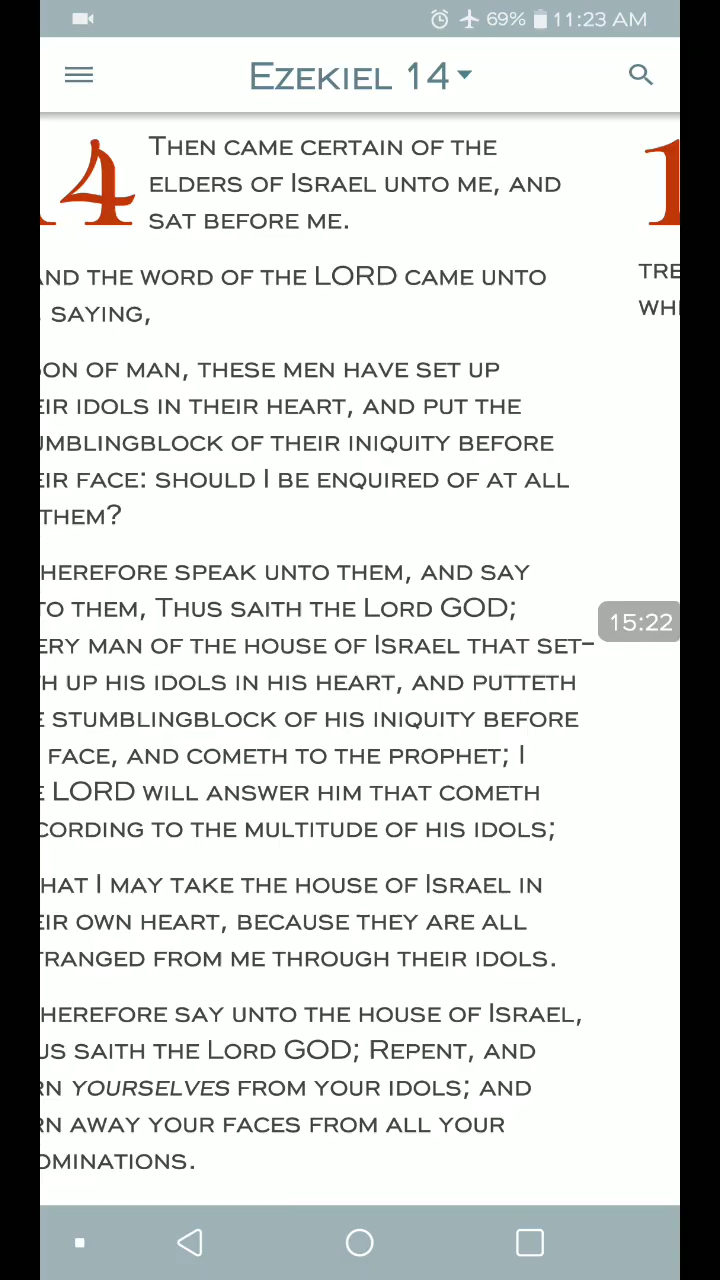 69% 11:23 AM
Ezekiel 14
4 Then came certain of the
elders of Israel unto me, and
sat before me.
and the word of the LORD came unto
saying,
on of man, these men have set up
eir idols in their heart, and put the
umblingblock of their iniquity before
eir face: should I be enquired of at all
them?
herefore speak unto them, and say
to them, Thus saith the Lord GOD;
ery man of the house of Israel that set-
h up his idols in his heart, and putteth
e stumblingblock of his iniquity before
face, and cometh to the prophet; I
e LORD will answer him that cometh
cording to the multitude of his idols;
hat I may take the house of Israel in
eir own heart, because they are all
tranged from me through their idols.
herefore say unto the house of Israel,
us saith the Lord GOD; Repent, and
rn yourselves from your idols; and
rn away your faces from all your
ominations.
1
tre
whe
15:22